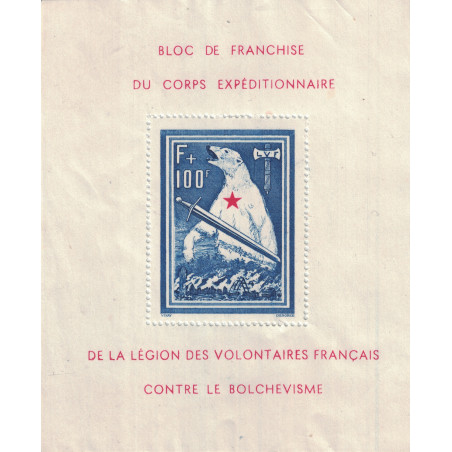 BLOC DE FRANCHISE
DU CORPS EXPÉDITIONNAIRE
F+
100F
LVF
DE LA LÉGION DES VOLONTAIRES FRANÇAIS
CONTRE LE BOLCHEVISME